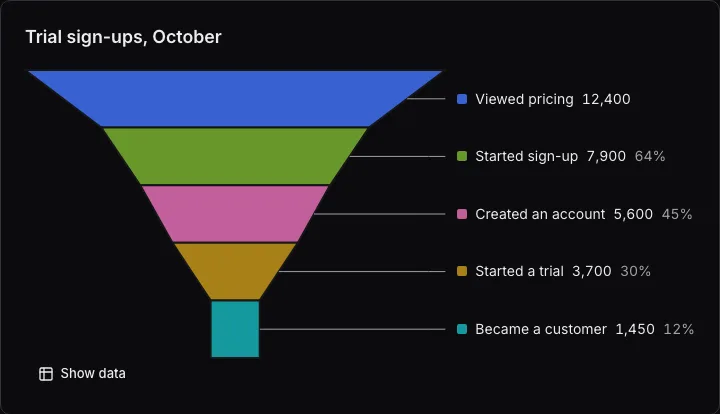 Trial sign-ups, October
Viewed pricing 12,400
Started sign-up 7,900 64%
Created an account 5,600 45%
Started a trial 3,700 30%
Became a customer 1,450 12%
Show data